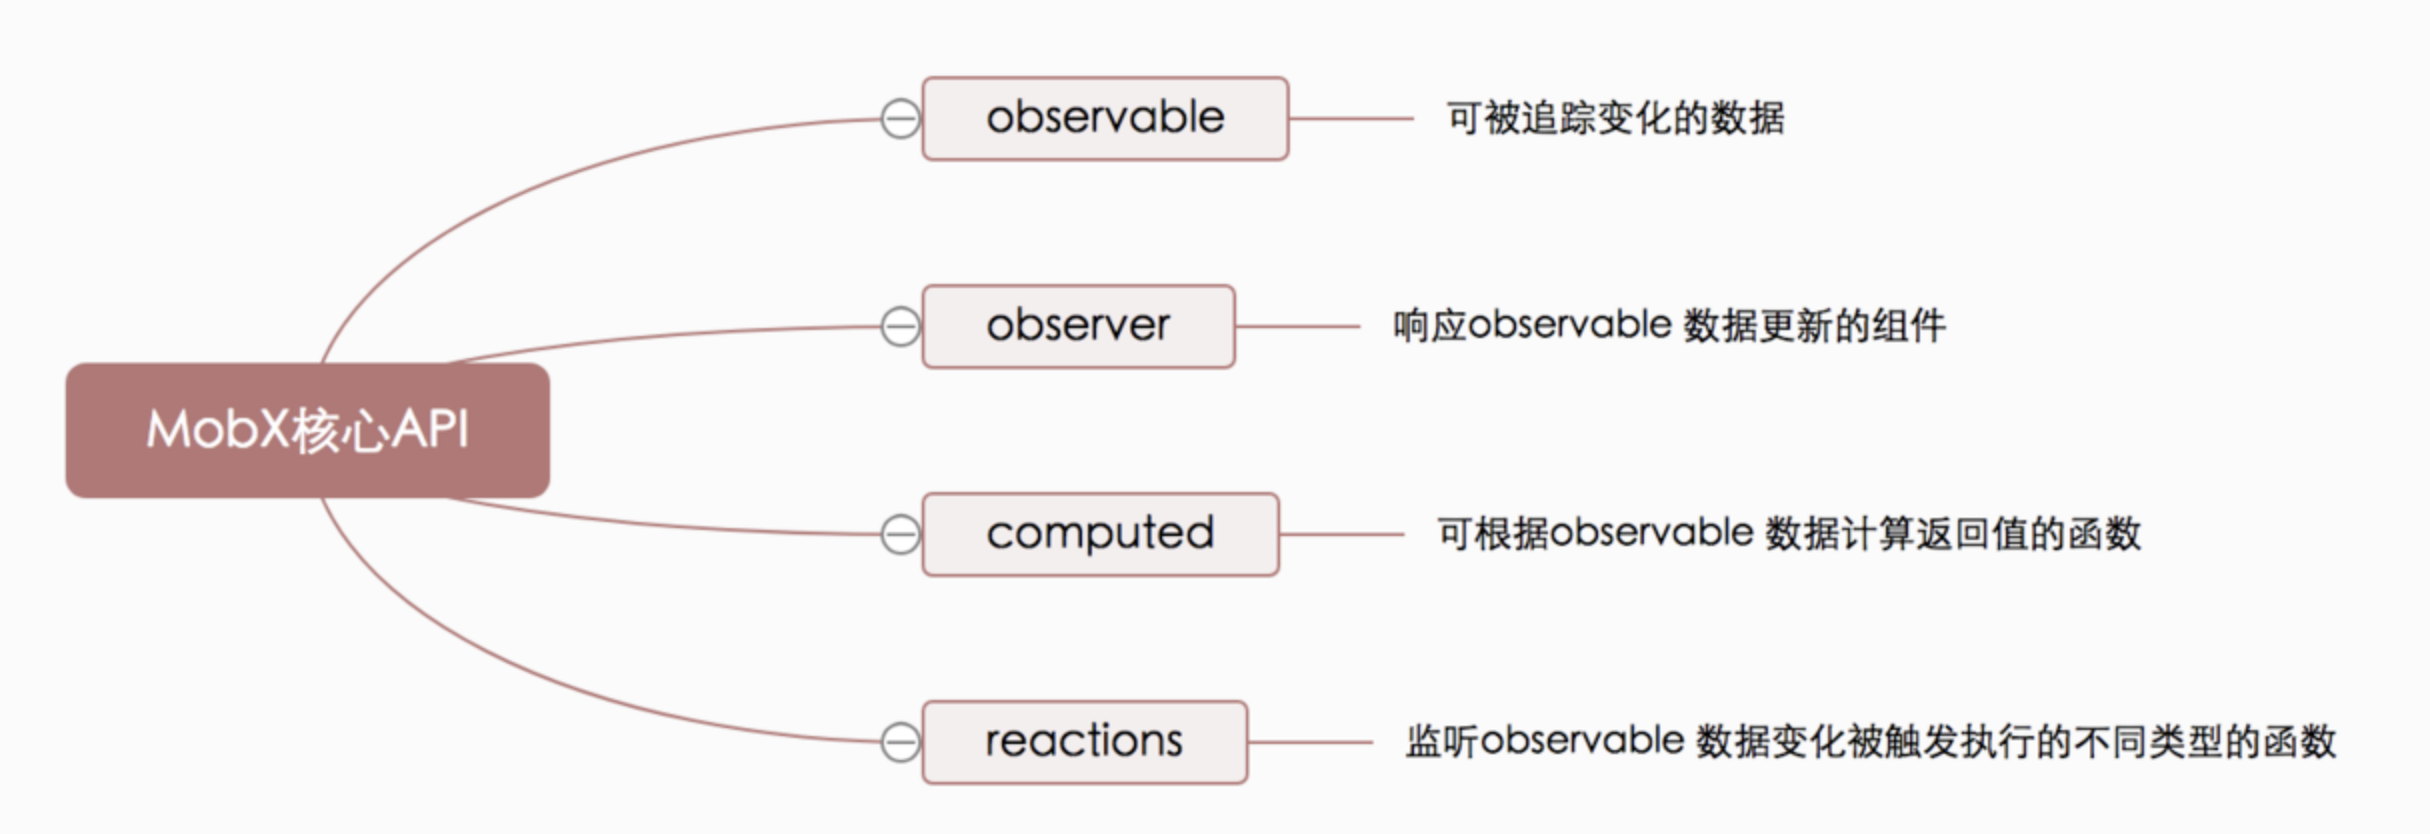 MobX核心API
observable
可被追踪变化的数据
observer
响应observable 数据更新的组件
computed
可根据observable 数据计算返回值的函数
reactions
监听observable 数据变化被触发执行的不同类型的函数